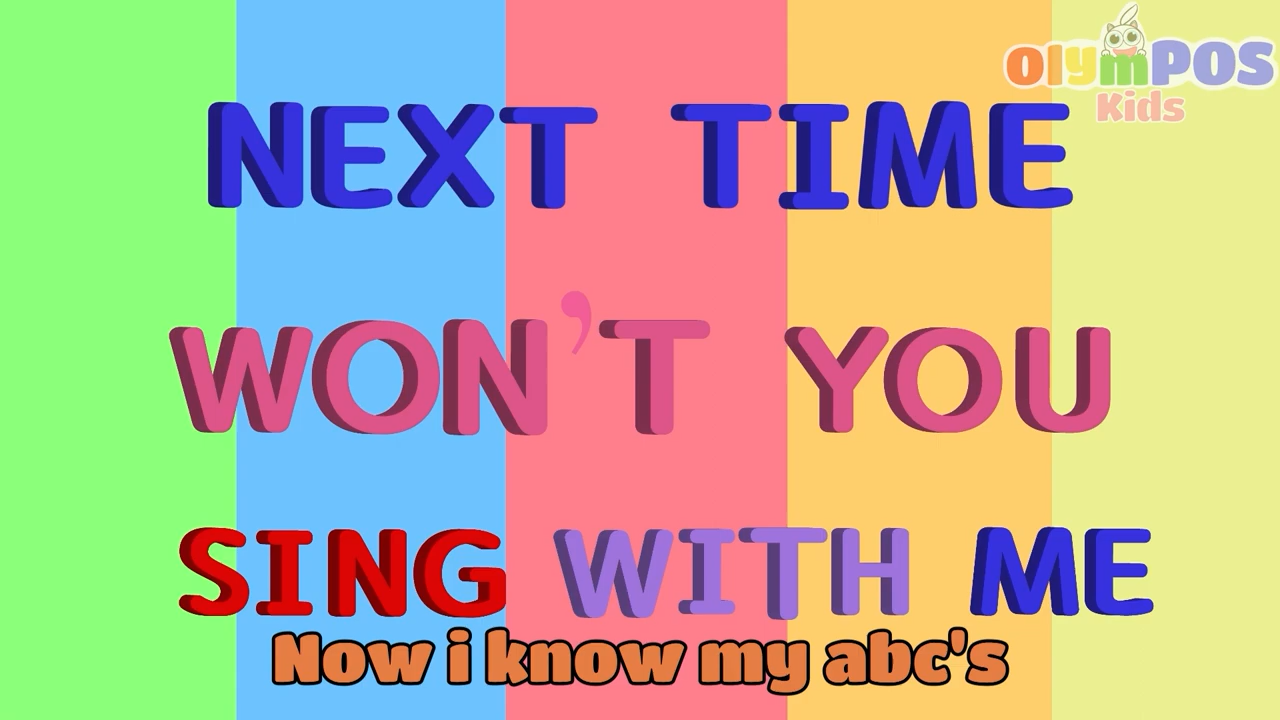 olymPOS
Kids
NEXT TIME
WON'T YOU
SING WITH ME
Now i know my abc's